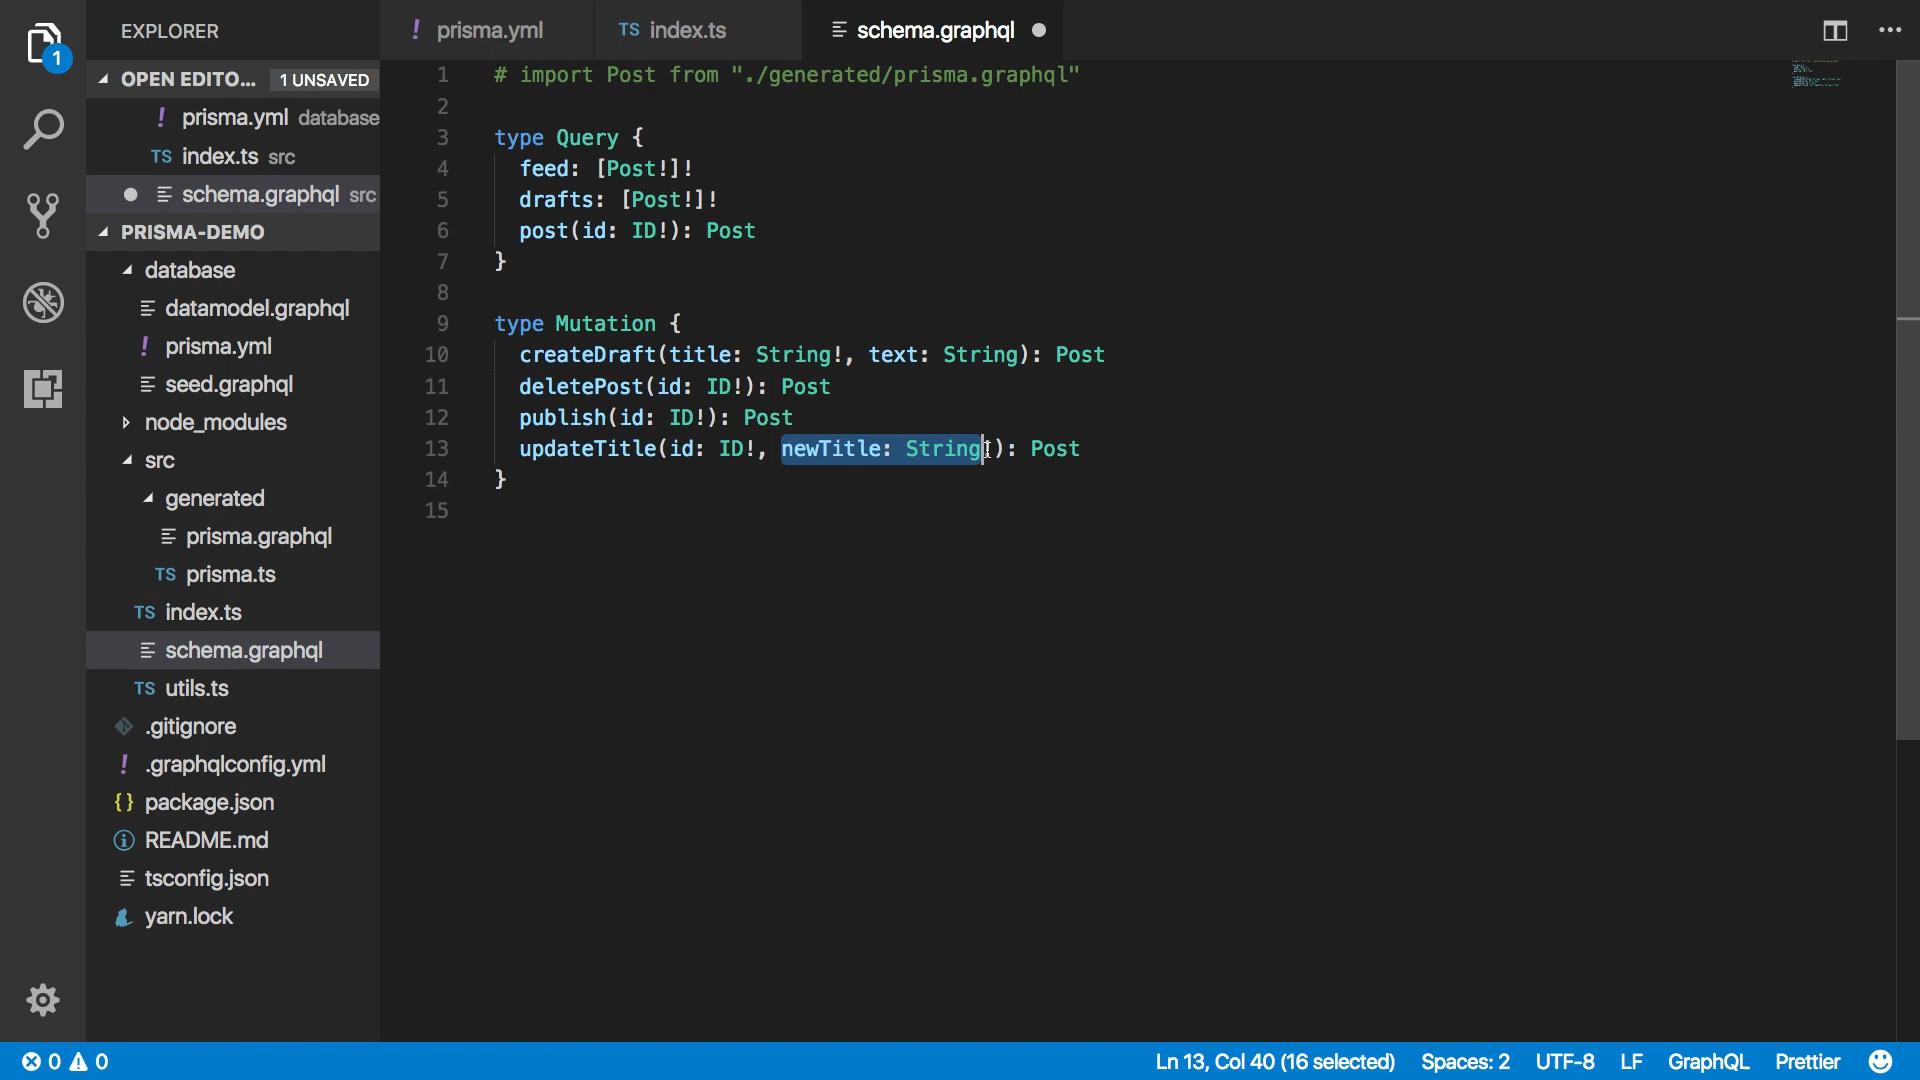 EXPLORER
OPEN EDITO... 1 UNSAVED
! prisma.yml database
TS index.ts src
schema.graphql src
PRISMA-DEMO
database
datamodel.graphql
! prisma.yml
seed.graphql
node_modules
src
generated
prisma.graphql
TS prisma.ts
TS index.ts
schema.graphql
TS utils.ts
.gitignore
! .graphqlconfig.yml
{} package.json
README.md
tsconfig.json
yarn.lock
1
! prisma.yml TS index.ts schema.graphql
1 # import Post from "./generated/prisma.graphql"
2
3 type Query {
4 feed: [Post!]!
5 drafts: [Post!]!
6 post(id: ID!): Post
7 }
8
9 type Mutation {
10 createDraft(title: String!, text: String): Post
11 deletePost(id: ID!): Post
12 publish(id: ID!): Post
13 updateTitle(id: ID!, newTitle: String!): Post
14 }
15
0 0 Ln 13, Col 40 (16 selected) Spaces: 2 UTF-8 LF GraphQL Prettier